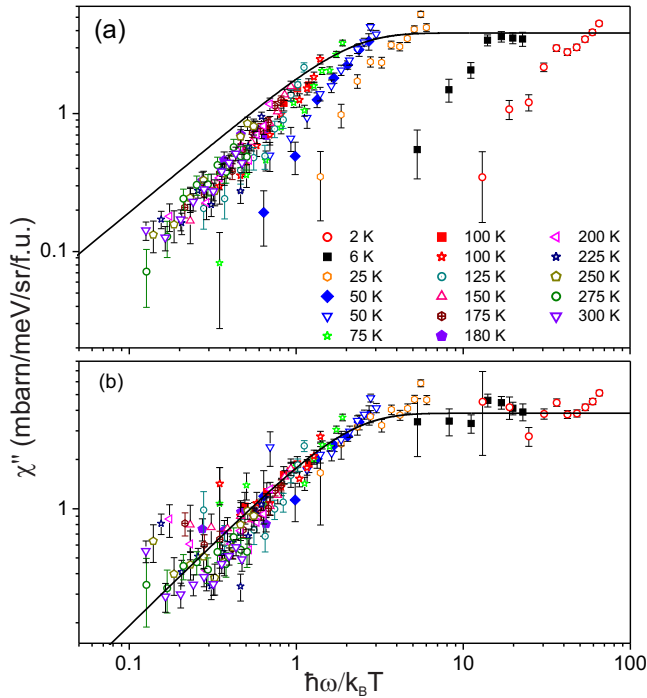 (a)
1
0.1
2 K 100 K 200 K
6 K 100 K 225 K
25 K 125 K 250 K
50 K 150 K 275 K
50 K 175 K 300 K
75 K 180 K
χ'' (mbarn/meV/sr/f.u.)
(b)
1
0.1 1 10 100
ℏω/k_BT